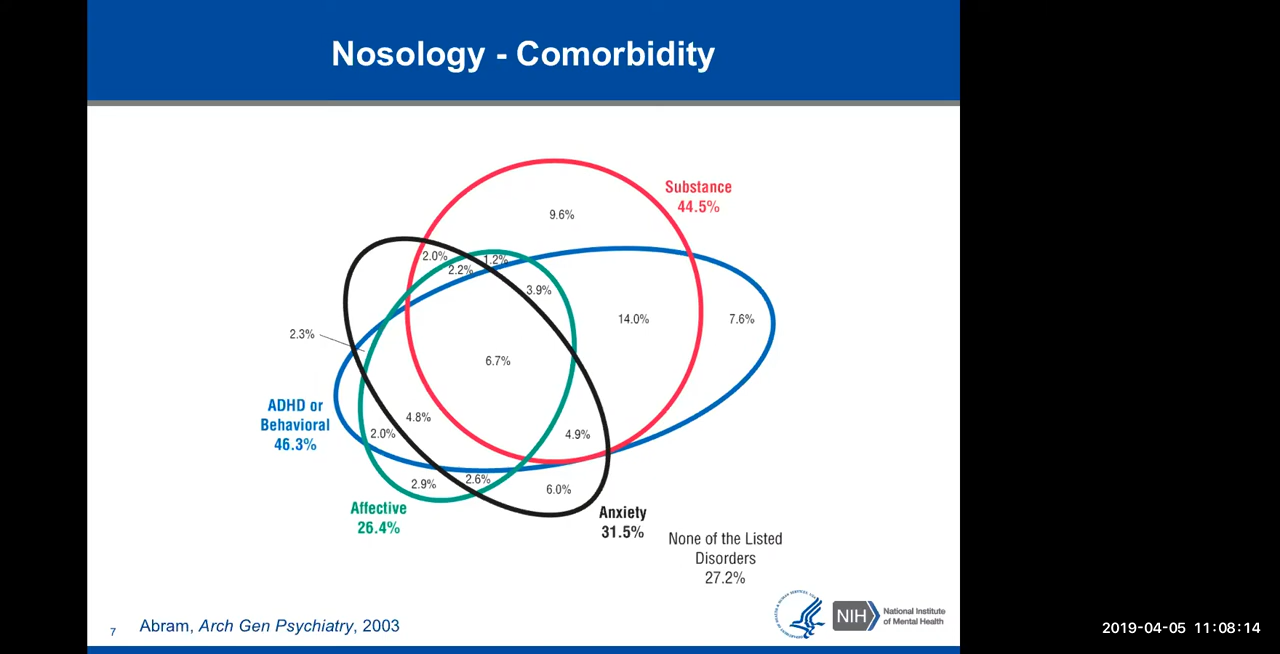 Nosology - Comorbidity
Substance
44.5%
9.6%
2.0%
1.2%
2.2%
3.9%
14.0%
7.6%
2.3%
6.7%
ADHD or
Behavioral
46.3%
4.8%
2.0%
4.9%
2.9%
2.6%
6.0%
Affective
26.4%
Anxiety
31.5%
None of the Listed
Disorders
27.2%
NIH
National Institute
of Mental Health
7
Abram, Arch Gen Psychiatry, 2003
2019-04-05 11:08:14